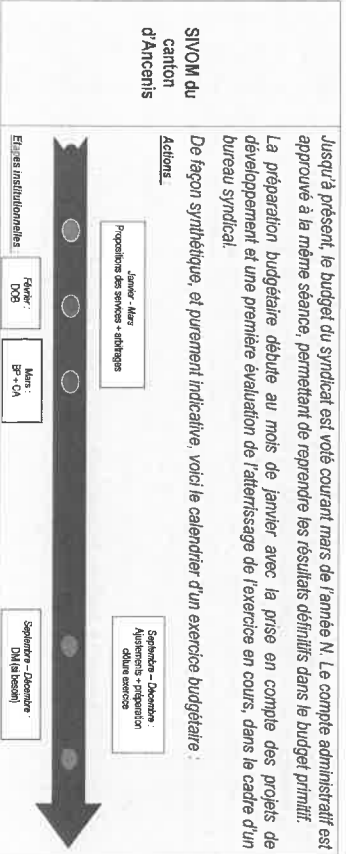 Jusqu'à présent, le budget du syndicat est voté courant mars de l'année N. Le compte administratif est
approuvé à la même séance, permettant de reprendre les résultats définitifs dans le budget primitif.
La préparation budgétaire débute au mois de janvier avec la prise en compte des projets de
développement et une première évaluation de l'atterrissage de l'exercice en cours, dans le cadre d'un
bureau syndical.
De façon synthétique, et purement indicative, voici le calendrier d'un exercice budgétaire :
SIVOM du
canton
d'Ancenis
Actions :
Janvier - Mars
Propositions des services + arbitrages
Septembre – Décembre :
Ajustements + préparation
clôture exercice
Etapes institutionnelles :
Février :
DOB
Mars :
BP + CA
Septembre – Décembre :
DM (si besoin)